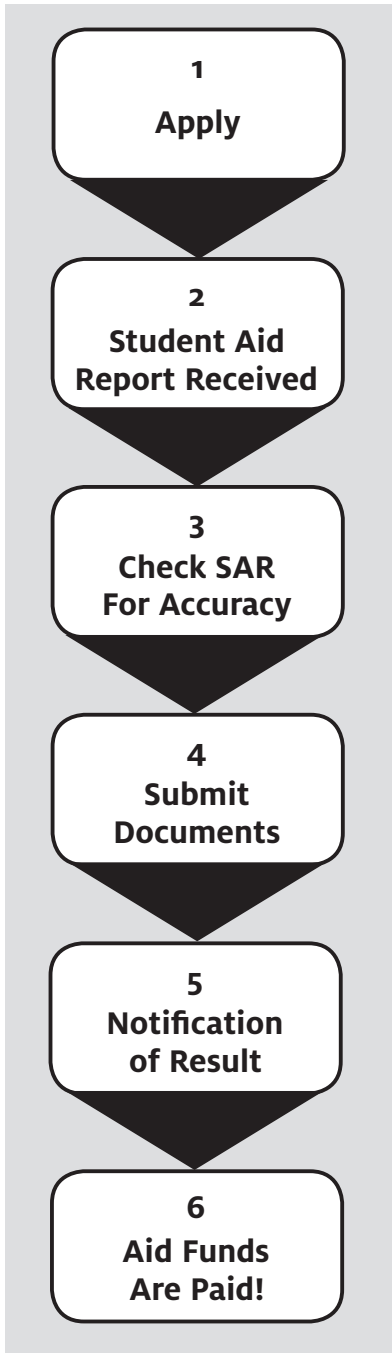 1
Apply
2
Student Aid
Report Received
3
Check SAR
For Accuracy
4
Submit
Documents
5
Notification
of Result
6
Aid Funds
Are Paid!